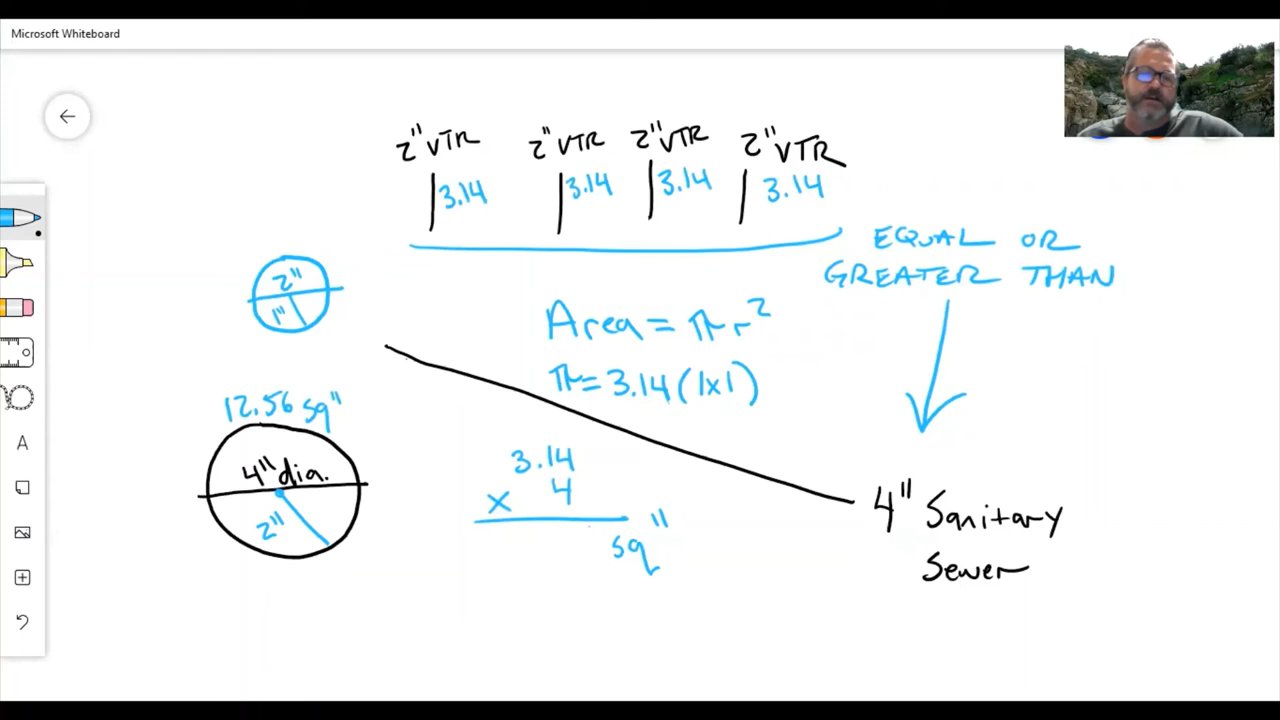 Microsoft Whiteboard
2" VTR 2" VTR 2" VTR 2" VTR
3.14 3.14 3.14 3.14
EQUAL OR
GREATER THAN
2"
1"
Area = πr²
π = 3.14 (1x1)
12.56 sq"
4" dia.
2"
3.14
x 4
sq"
4" Sanitary
Sewer
A